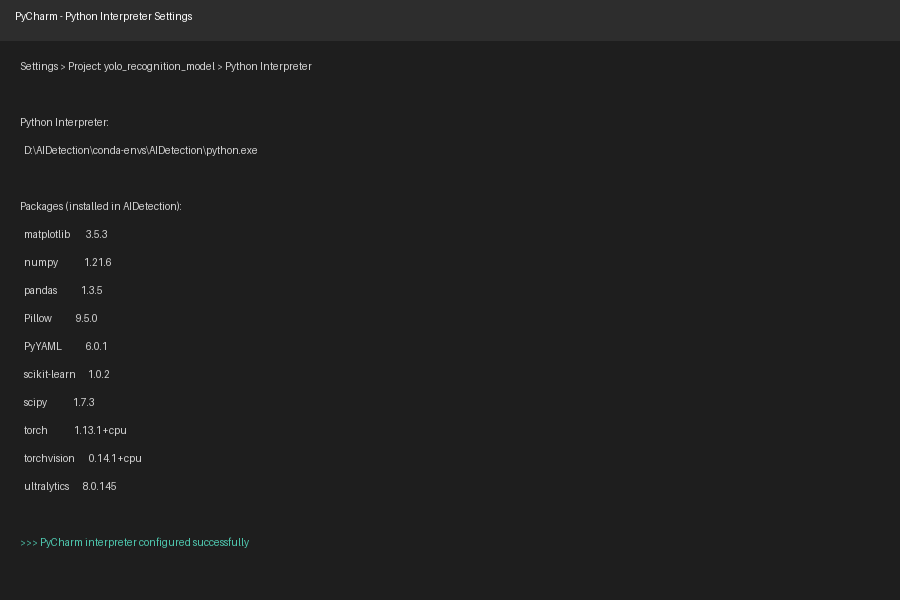 PyCharm - Python Interpreter Settings
Settings > Project: yolo_recognition_model > Python Interpreter
Python Interpreter:
D:\AIDetection\conda-envs\AIDetection\python.exe
Packages (installed in AIDetection):
matplotlib 3.5.3
numpy 1.21.6
pandas 1.3.5
Pillow 9.5.0
PyYAML 6.0.1
scikit-learn 1.0.2
scipy 1.7.3
torch 1.13.1+cpu
torchvision 0.14.1+cpu
ultralytics 8.0.145
>>> PyCharm interpreter configured successfully